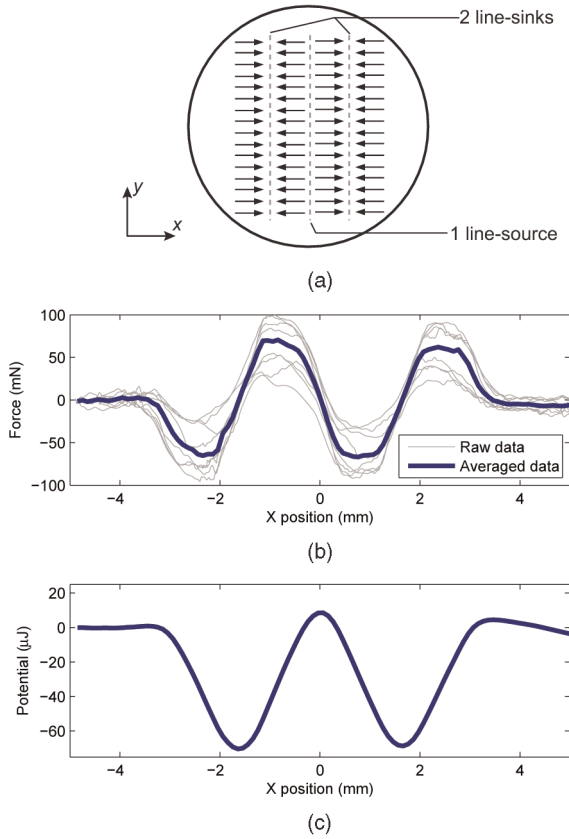 2 line-sinks
y
x
1 line-source
(a)
100
50
0
−50
−100
Force (mN)
Raw data
Averaged data
−4 −2 0 2 4
X position (mm)
(b)
20
0
−20
−40
−60
Potential (μJ)
−4 −2 0 2 4
X position (mm)
(c)